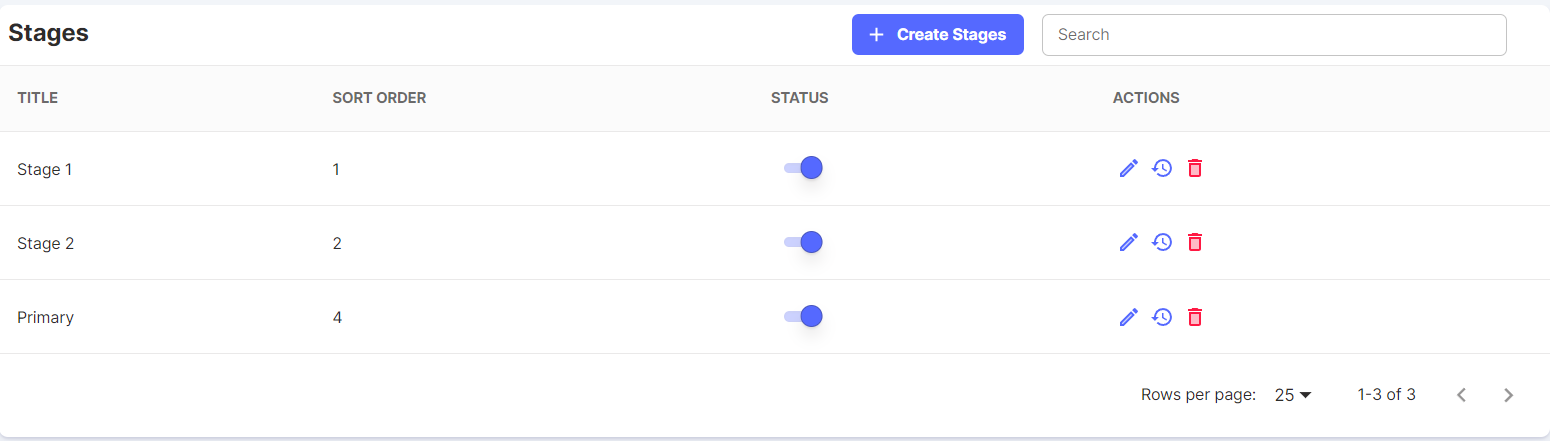 Stages
Create Stages
Search
TITLE SORT ORDER STATUS ACTIONS
Stage 1 1
Stage 2 2
Primary 4
Rows per page: 25 1-3 of 3